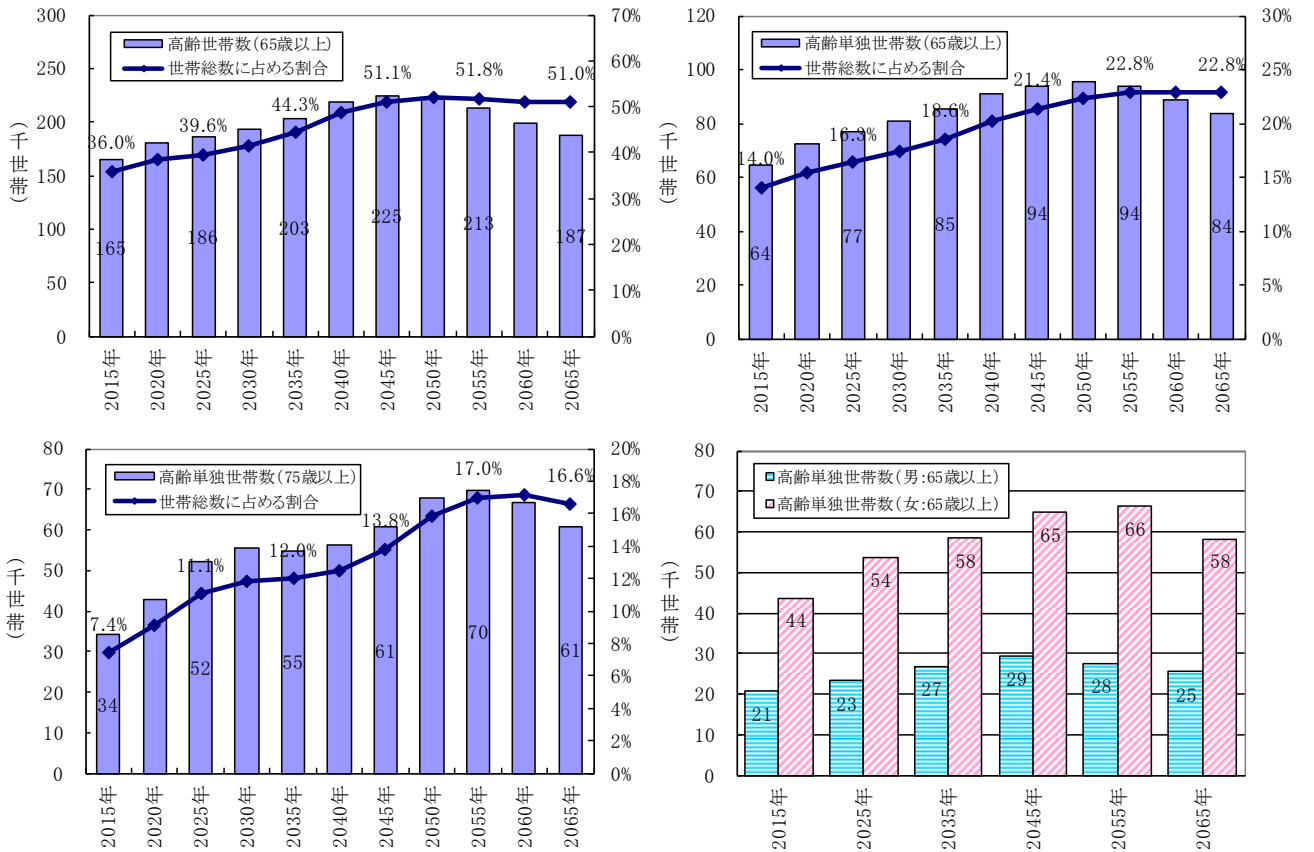 300
250
200
150
100
50
0
70%
60%
50%
40%
30%
20%
10%
0%
(千世帯)
高齢世帯数(65歳以上)
世帯総数に占める割合
36.0%
39.6%
44.3%
51.1%
51.8%
51.0%
165
186
203
225
213
187
2015年
2020年
2025年
2030年
2035年
2040年
2045年
2050年
2055年
2060年
2065年
120
100
80
60
40
20
0
30%
25%
20%
15%
10%
5%
0%
(千世帯)
高齢単独世帯数(65歳以上)
世帯総数に占める割合
14.0%
16.3%
18.6%
21.4%
22.8%
22.8%
64
77
85
94
94
84
2015年
2020年
2025年
2030年
2035年
2040年
2045年
2050年
2055年
2060年
2065年
80
70
60
50
40
30
20
10
0
20%
18%
16%
14%
12%
10%
8%
6%
4%
2%
0%
(千世帯)
高齢単独世帯数(75歳以上)
世帯総数に占める割合
7.4%
11.1%
12.0%
13.8%
17.0%
16.6%
34
52
55
61
70
61
2015年
2020年
2025年
2030年
2035年
2040年
2045年
2050年
2055年
2060年
2065年
80
70
60
50
40
30
20
10
0
(千世帯)
高齢単独世帯数(男:65歳以上)
高齢単独世帯数(女:65歳以上)
21
44
23
54
27
58
29
65
28
66
25
58
2015年
2025年
2035年
2045年
2055年
2065年